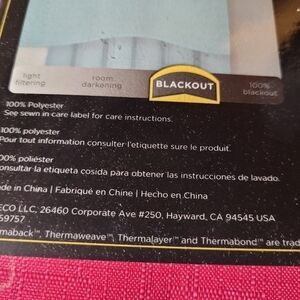 light room BLACKOUT 100%
filtering darkening blackout
100% Polyester
See sewn in care label for care instructions.
100% polyester
Pour tout information consulter l'etiquette sure le produit.
00% poliéster
onsultar la etiqueta cosida para obtener las instrucciones de lavado.
de in China | Fabriqué en Chine | Hecho en China
ECO LLC, 26460 Corporate Ave #250, Hayward, CA 94545 USA
59757
rmaback™, Thermaweave™, Thermalayer™ and Thermabond™ are trad